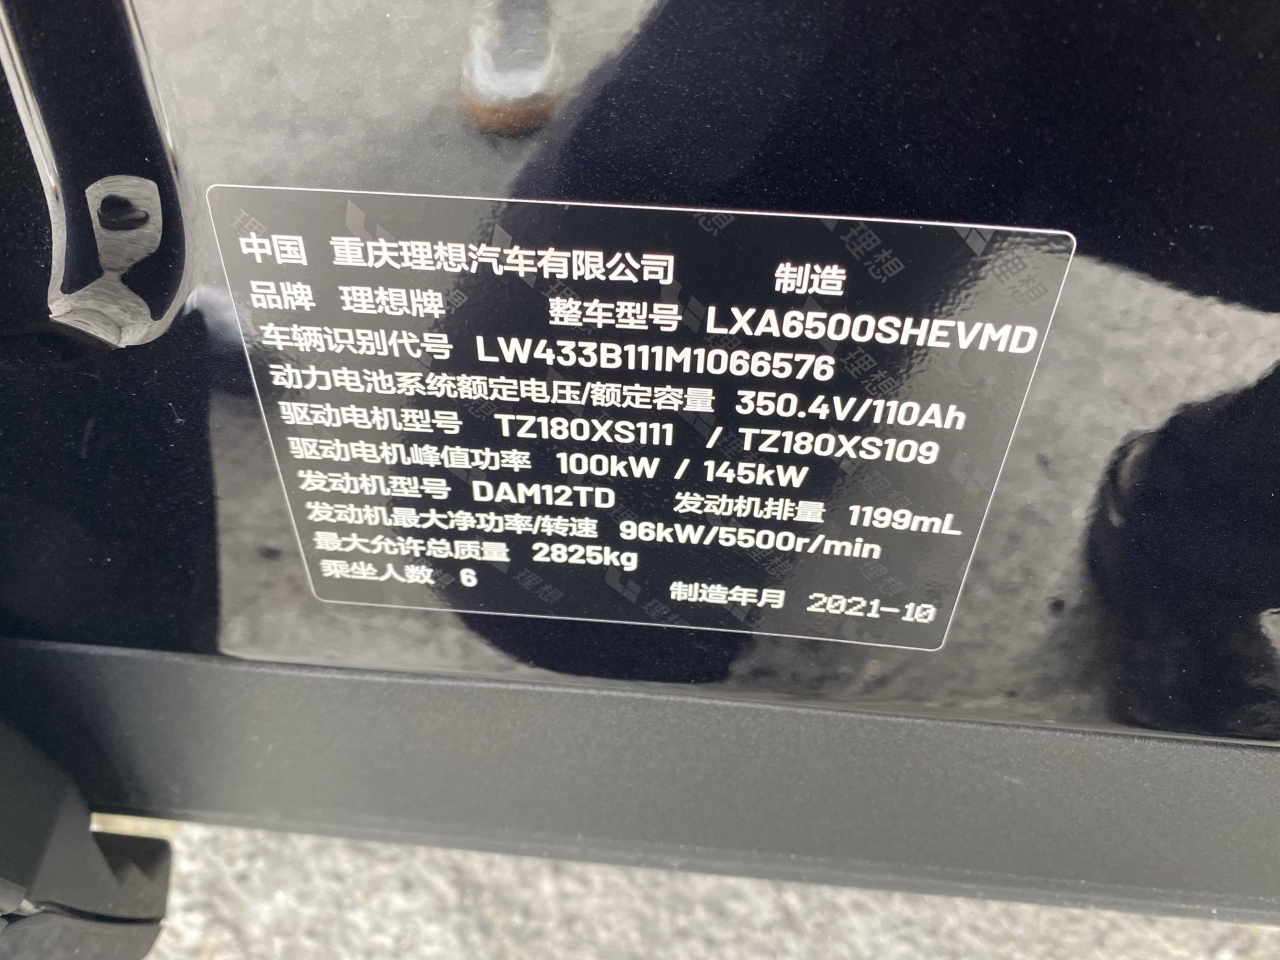 中国 重庆理想汽车有限公司 制造
品牌 理想牌 整车型号 LXA6500SHEVMD
车辆识别代号 LW433B111M1066576
动力电池系统额定电压/额定容量 350.4V/110Ah
驱动电机型号 TZ180XS111 / TZ180XS109
驱动电机峰值功率 100kW / 145kW
发动机型号 DAM12TD 发动机排量 1199mL
发动机最大净功率/转速 96kW/5500r/min
最大允许总质量 2825kg
乘坐人数 6 制造年月 2021-10